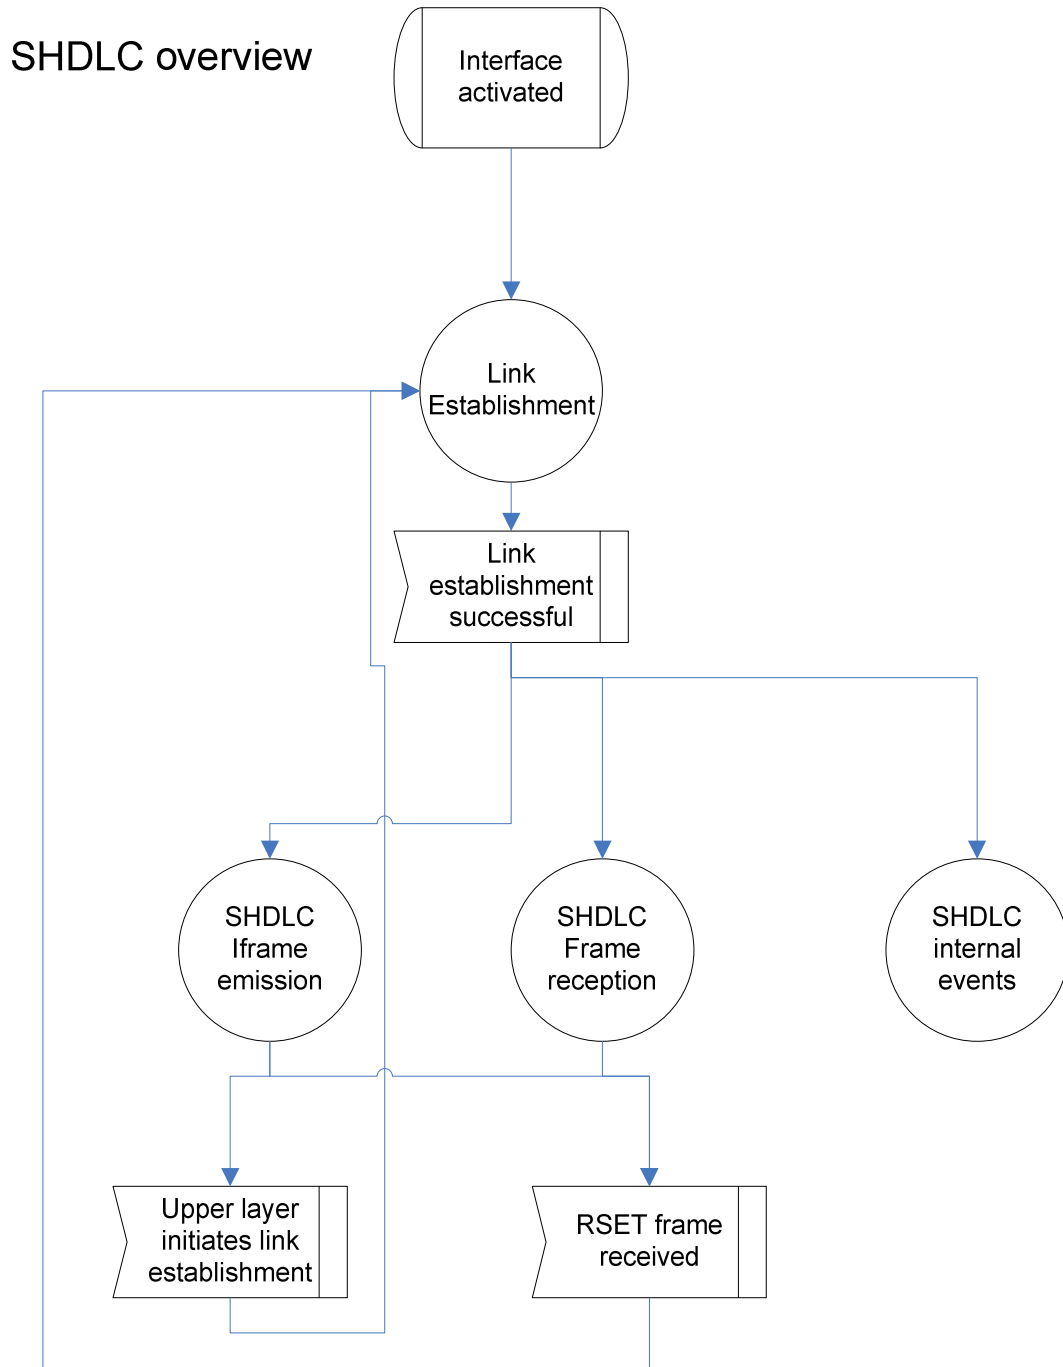 SHDLC overview
Interface
activated
Link
Establishment
Link
establishment
successful
SHDLC
Iframe
emission
SHDLC
Frame
reception
SHDLC
internal
events
Upper layer
initiates link
establishment
RSET frame
received